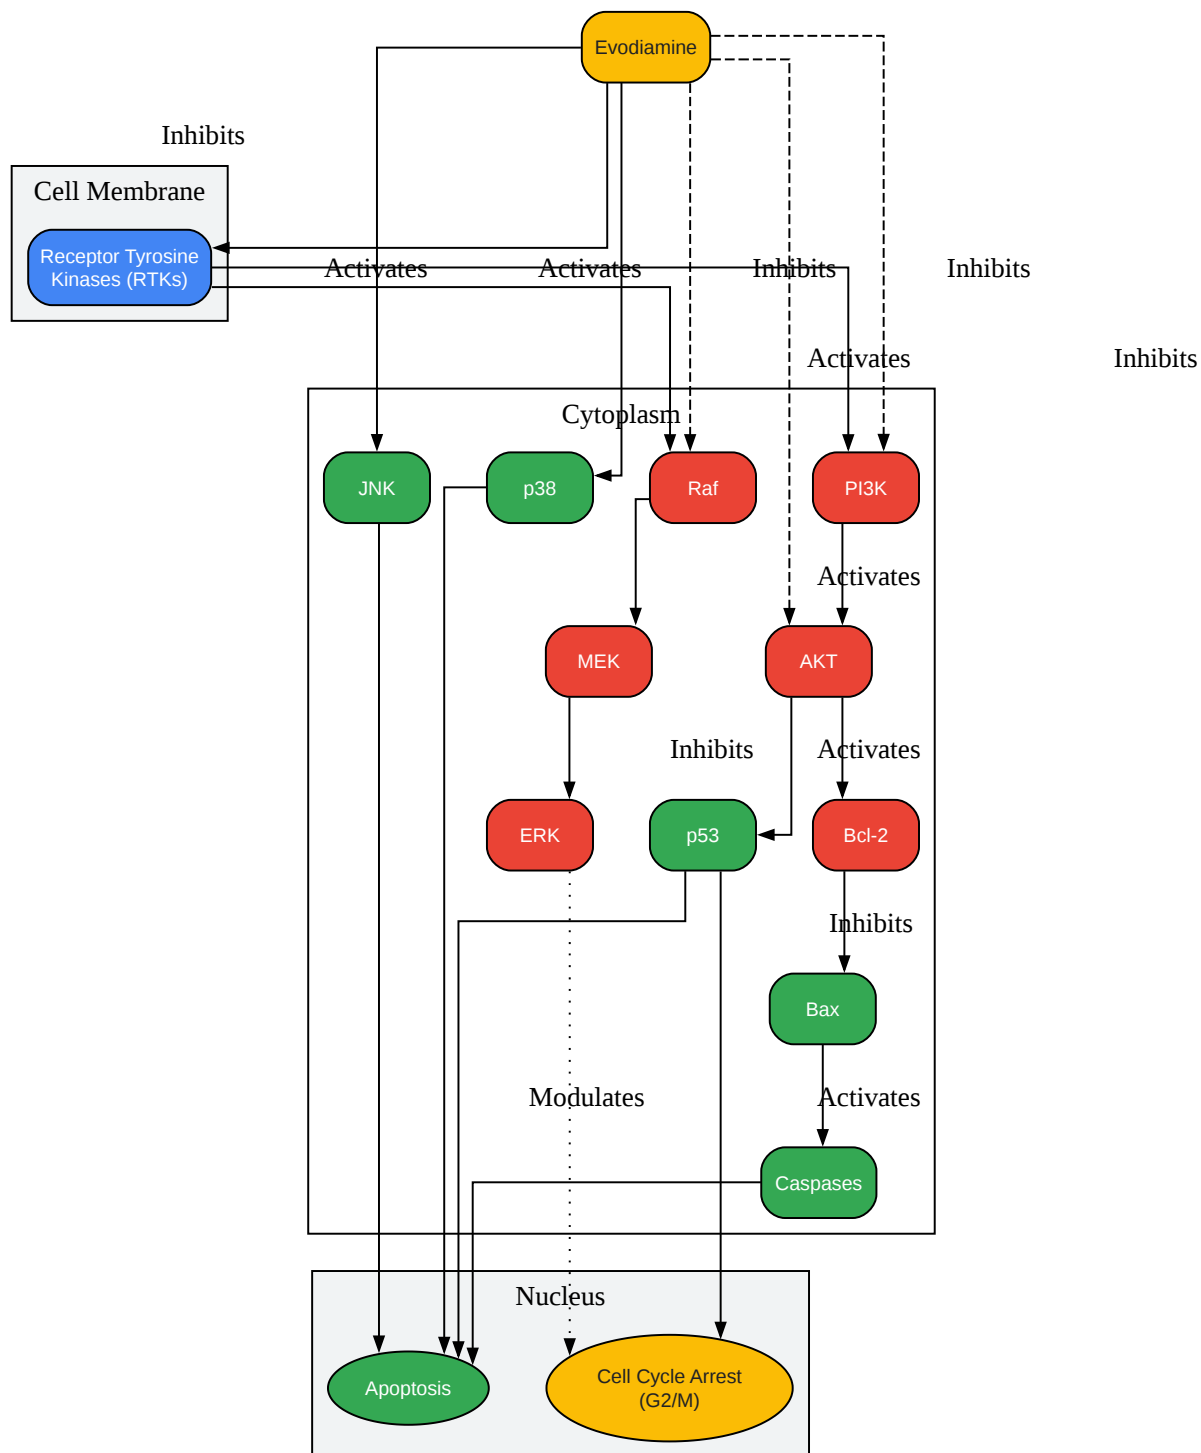 Evodiamine
Inhibits
Cell Membrane
Receptor Tyrosine
Kinases (RTKs)
Activates
Activates
Inhibits
Inhibits
Activates
Inhibits
Cytoplasm
JNK
p38
Raf
PI3K
Activates
MEK
AKT
Inhibits
Activates
ERK
p53
Bcl-2
Inhibits
Bax
Modulates
Activates
Caspases
Nucleus
Apoptosis
Cell Cycle Arrest
(G2/M)